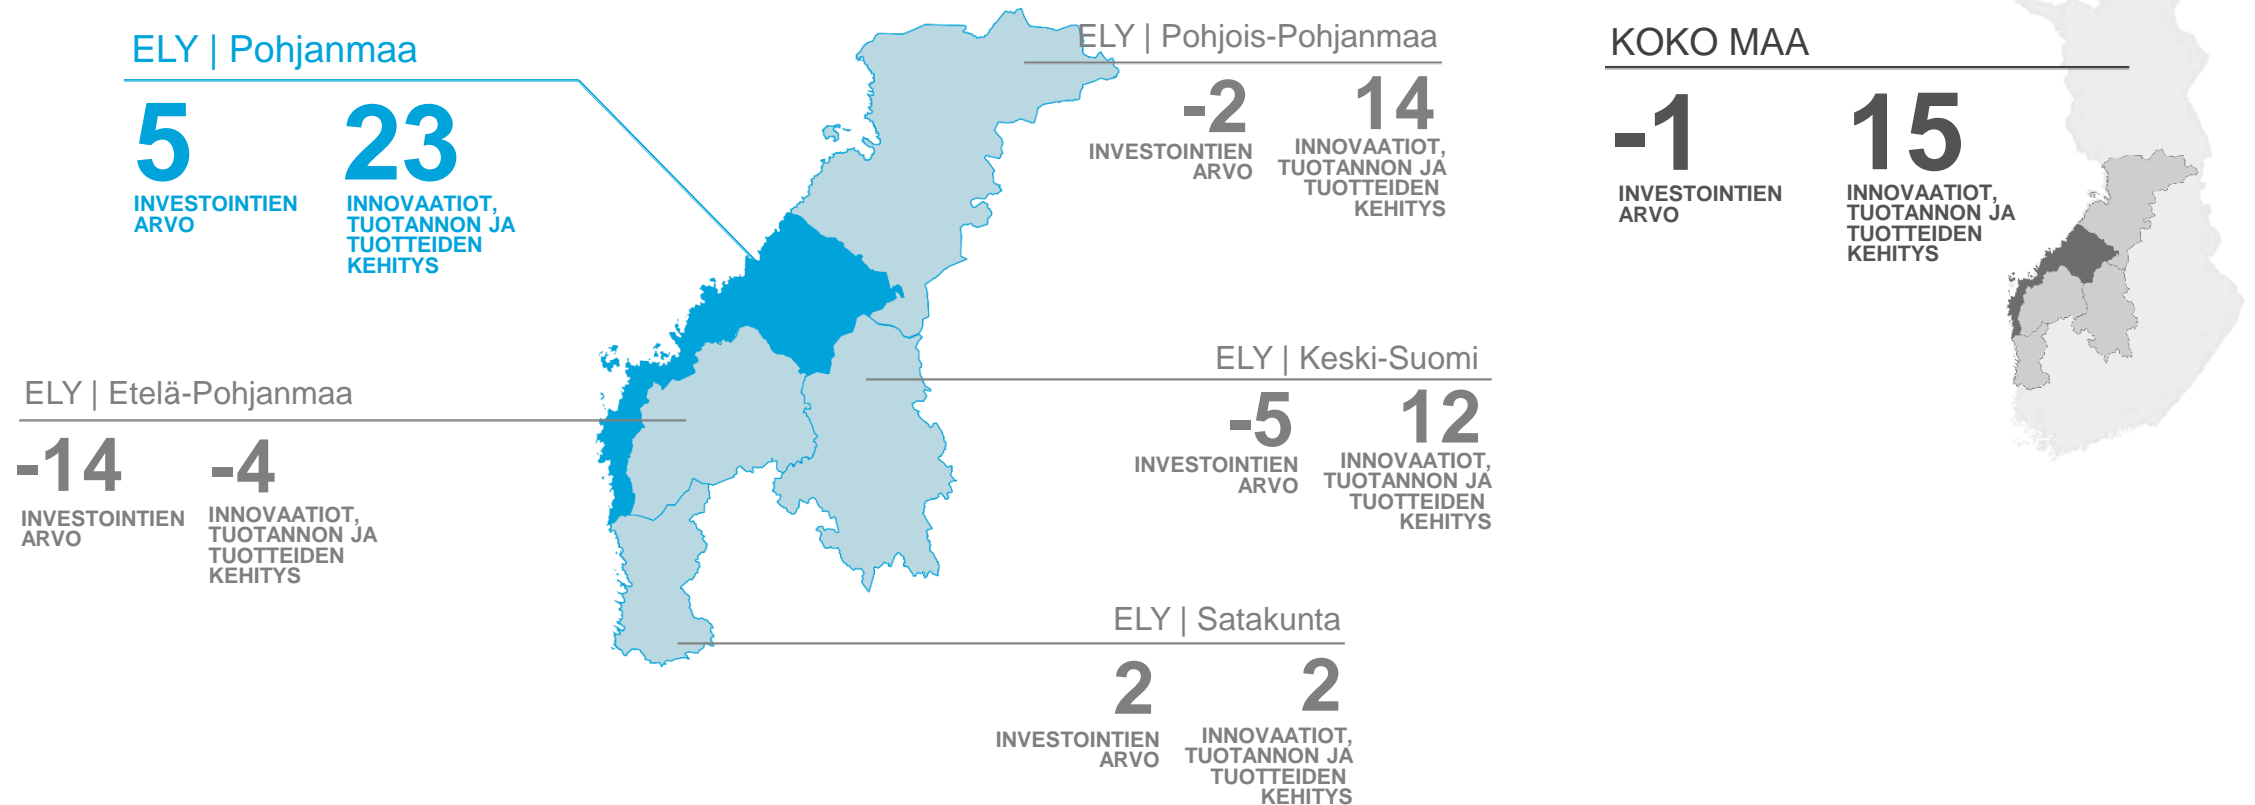 ELY | Pohjanmaa
5 23
INVESTOINTIEN
ARVO
INNOVAATIOT,
TUOTANNON JA
TUOTTEIDEN
KEHITYS
ELY | Pohjois-Pohjanmaa
-2 14
INVESTOINTIEN
ARVO
INNOVAATIOT,
TUOTANNON JA
TUOTTEIDEN
KEHITYS
KOKO MAA
-1 15
INVESTOINTIEN
ARVO
INNOVAATIOT,
TUOTANNON JA
TUOTTEIDEN
KEHITYS
ELY | Etelä-Pohjanmaa
-14 -4
INVESTOINTIEN
ARVO
INNOVAATIOT,
TUOTANNON JA
TUOTTEIDEN
KEHITYS
ELY | Keski-Suomi
-5 12
INVESTOINTIEN
ARVO
INNOVAATIOT,
TUOTANNON JA
TUOTTEIDEN
KEHITYS
ELY | Satakunta
2 2
INVESTOINTIEN
ARVO
INNOVAATIOT,
TUOTANNON JA
TUOTTEIDEN
KEHITYS